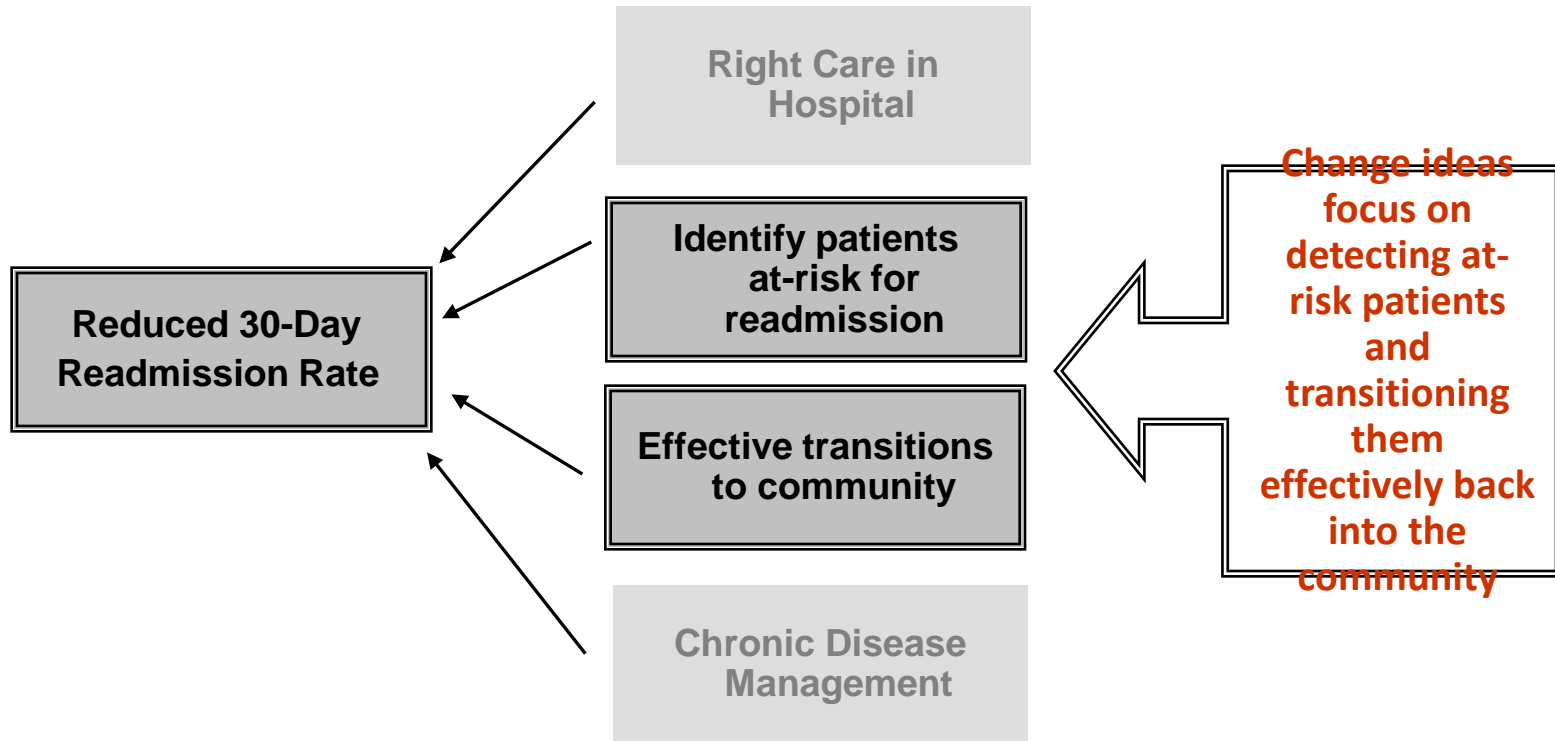 Right Care in
Hospital
Identify patients
at-risk for
readmission
Reduced 30-Day
Readmission Rate
Effective transitions
to community
Chronic Disease
Management
Change ideas
focus on
detecting at-
risk patients
and
transitioning
them
effectively back
into the
community